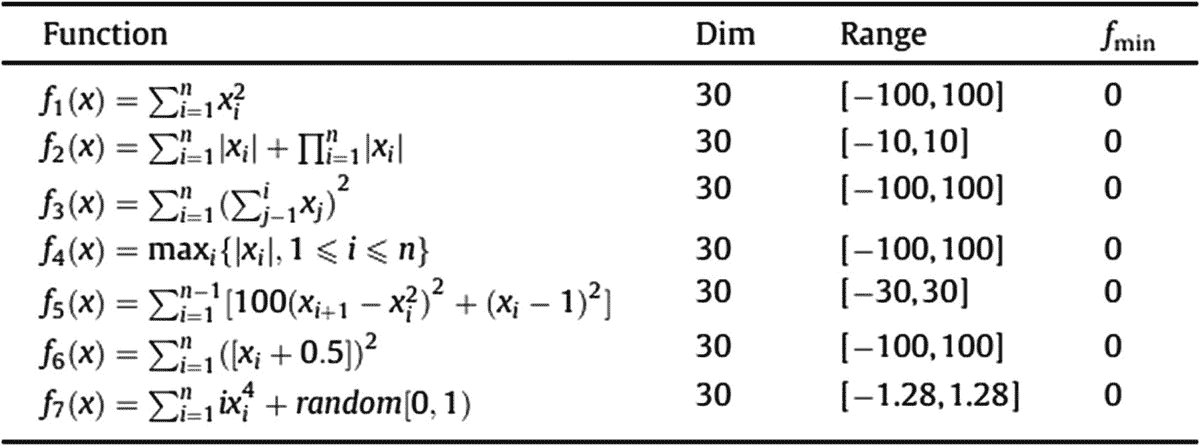 Function Dim Range f_min
f_1(x) = ∑_{i=1}^{n} x_i^2 30 [−100,100] 0
f_2(x) = ∑_{i=1}^{n} |x_i| + ∏_{i=1}^{n} |x_i| 30 [−10,10] 0
f_3(x) = ∑_{i=1}^{n} (∑_{j−1}^{i} x_j)^2 30 [−100,100] 0
f_4(x) = max_i{|x_i|, 1 ⩽ i ⩽ n} 30 [−100,100] 0
f_5(x) = ∑_{i=1}^{n−1} [100(x_{i+1} − x_i^2)^2 + (x_i − 1)^2] 30 [−30,30] 0
f_6(x) = ∑_{i=1}^{n} ([x_i + 0.5])^2 30 [−100,100] 0
f_7(x) = ∑_{i=1}^{n} ix_i^4 + random[0, 1) 30 [−1.28,1.28] 0